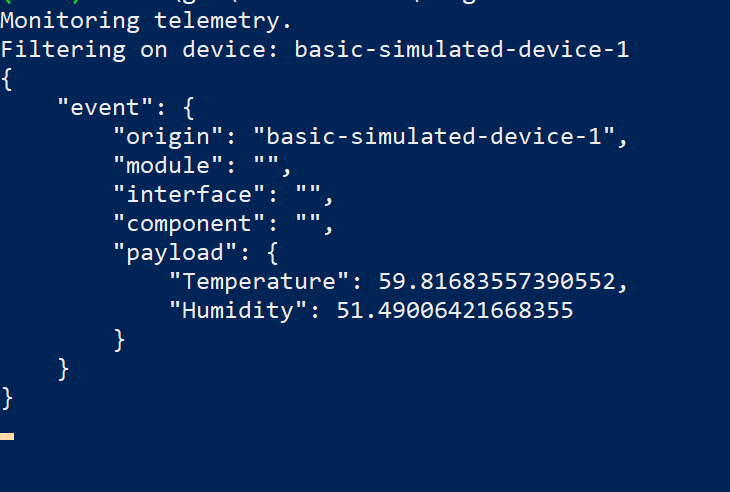 Monitoring telemetry.
Filtering on device: basic-simulated-device-1
{
    "event": {
        "origin": "basic-simulated-device-1",
        "module": "",
        "interface": "",
        "component": "",
        "payload": {
            "Temperature": 59.81683557390552,
            "Humidity": 51.49006421668355
        }
    }
}